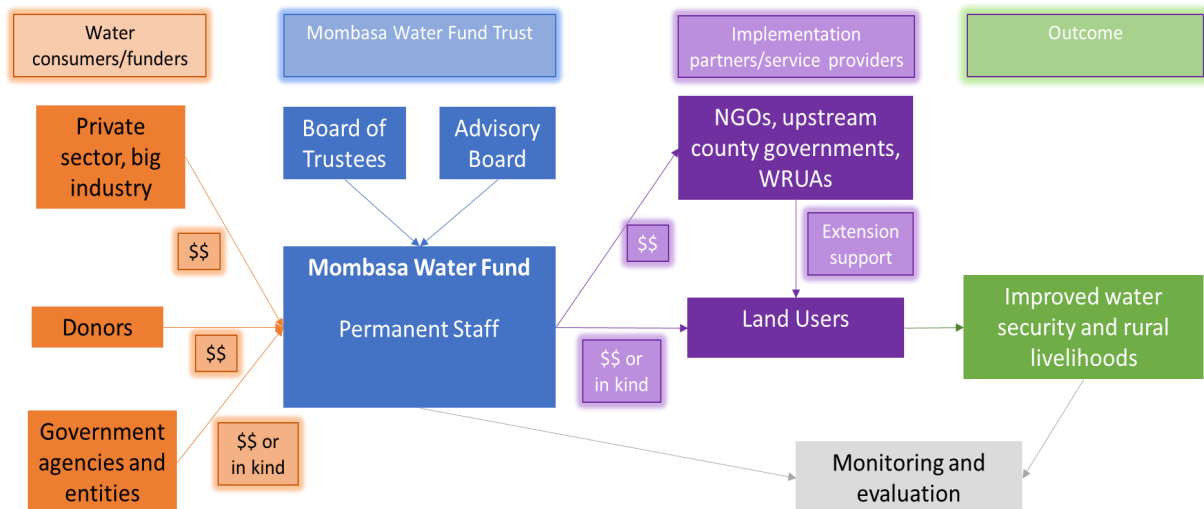 Water
consumers/funders
Mombasa Water Fund Trust
Implementation
partners/service providers
Outcome
Private
sector, big
industry
Board of
Trustees
Advisory
Board
NGOs, upstream
county governments,
WRUAs
$$
$$
Extension
support
Mombasa Water Fund
Permanent Staff
Donors
$$
Land Users
Improved water
security and rural
livelihoods
$$ or
in kind
Government
agencies and
entities
$$ or
in kind
Monitoring and
evaluation